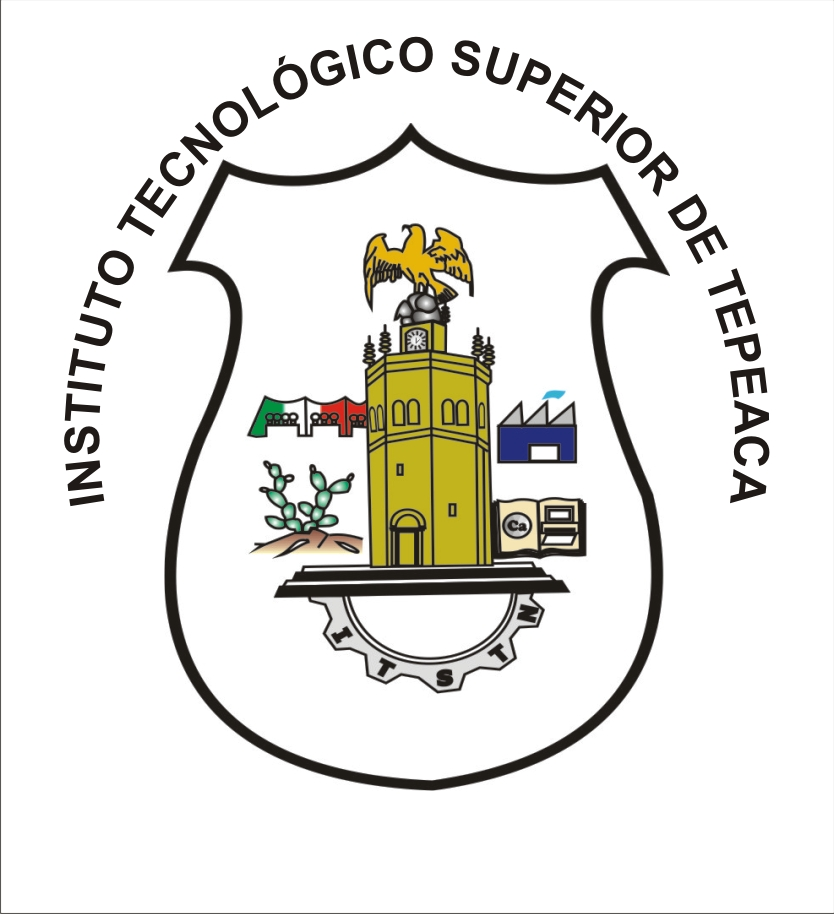 INSTITUTO TECNOLÓGICO SUPERIOR DE TEPEACA
Ca
I T S T N